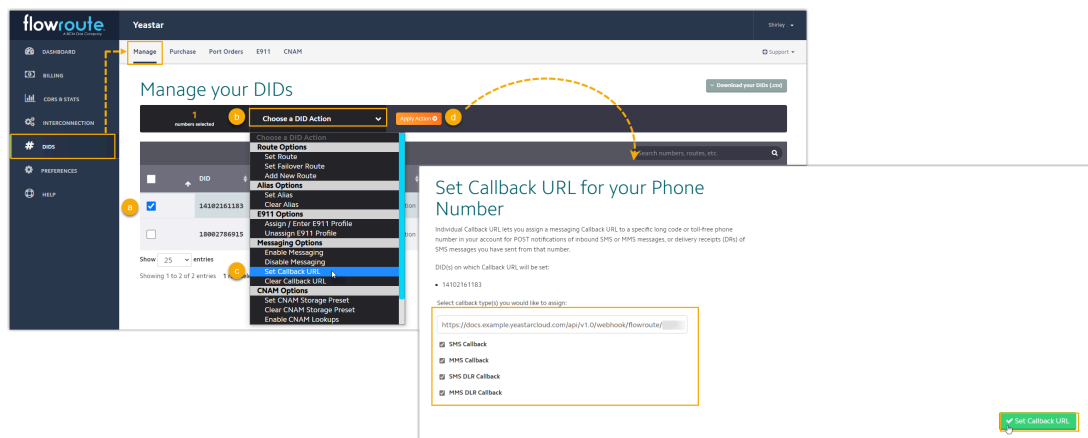 flowroute
A BCM One Company
Yeastar
Shirley
DASHBOARD
BILLING
CDRS & STATS
INTERCONNECTION
DIDS
PREFERENCES
HELP
Manage Purchase Port Orders E911 CNAM
Support
Manage your DIDs
Download your DIDs (.csv)
1
numbers selected
b
Choose a DID Action
Apply Action
d
Choose a DID Action
Route Options
Set Route
Set Failover Route
Add New Route
Alias Options
Set Alias
Clear Alias
E911 Options
Assign / Enter E911 Profile
Unassign E911 Profile
Messaging Options
Enable Messaging
Disable Messaging
Set Callback URL
Clear Callback URL
CNAM Options
Set CNAM Storage Preset
Clear CNAM Storage Preset
Enable CNAM Lookups
c
Search numbers, routes, etc.
DID
a
14102161183
18002786915
Show 25 entries
Showing 1 to 2 of 2 entries
Set Callback URL for your Phone
Number
Individual Callback URL lets you assign a messaging Callback URL to a specific long code or toll-free phone
number in your account for POST notifications of inbound SMS or MMS messages, or delivery receipts (DRs) of
SMS messages you have sent from that number.
DID(s) on which Callback URL will be set:
• 14102161183
Select callback type(s) you would like to assign:
https://docs.example.yeastarcloud.com/api/v1.0/webhook/flowroute/
SMS Callback
MMS Callback
SMS DLR Callback
MMS DLR Callback
Set Callback URL